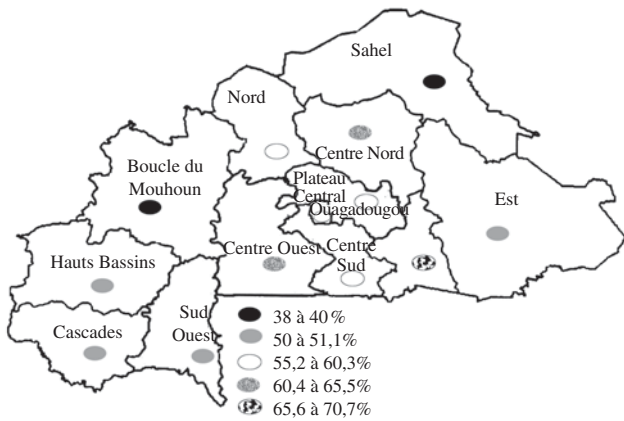 Sahel
Nord
Centre Nord
Boucle du
Mouhoun
Plateau
Central
Ouagadougou
Est
Hauts Bassins
Centre Ouest
Centre
Sud
Cascades
Sud
Ouest
38 à 40%
50 à 51,1%
55,2 à 60,3%
60,4 à 65,5%
65,6 à 70,7%